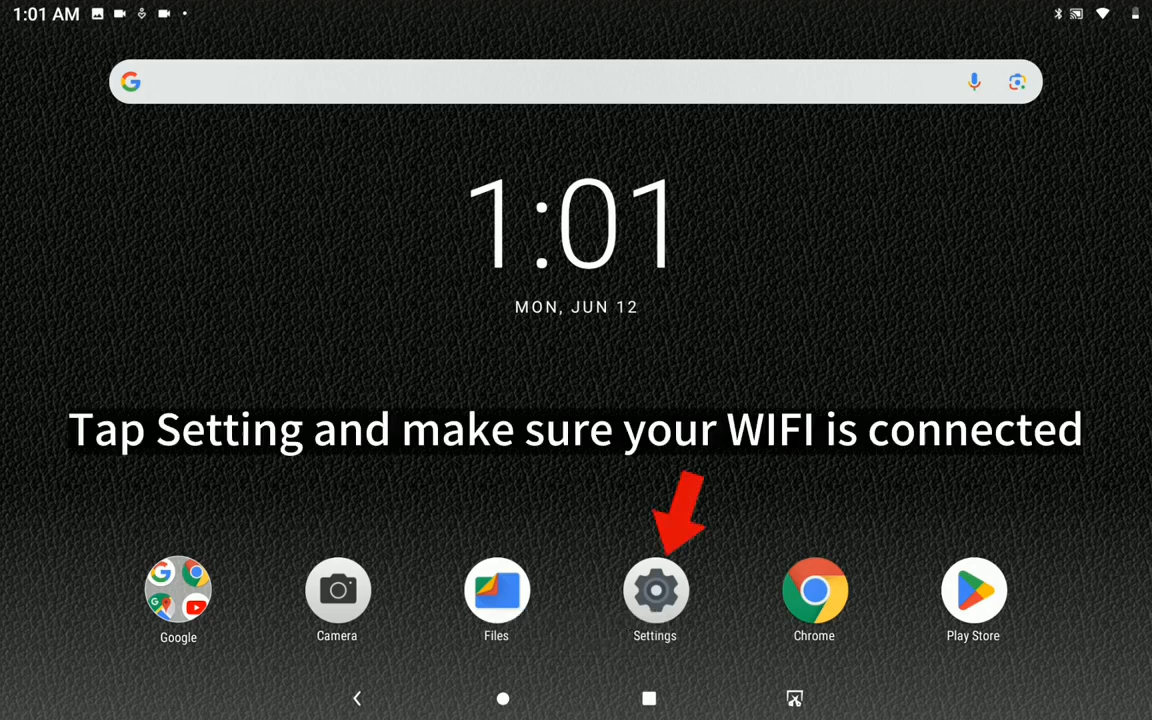 1:01 AM
1:01
MON, JUN 12
Tap Setting and make sure your WIFI is connected
Google
Camera
Files
Settings
Chrome
Play Store